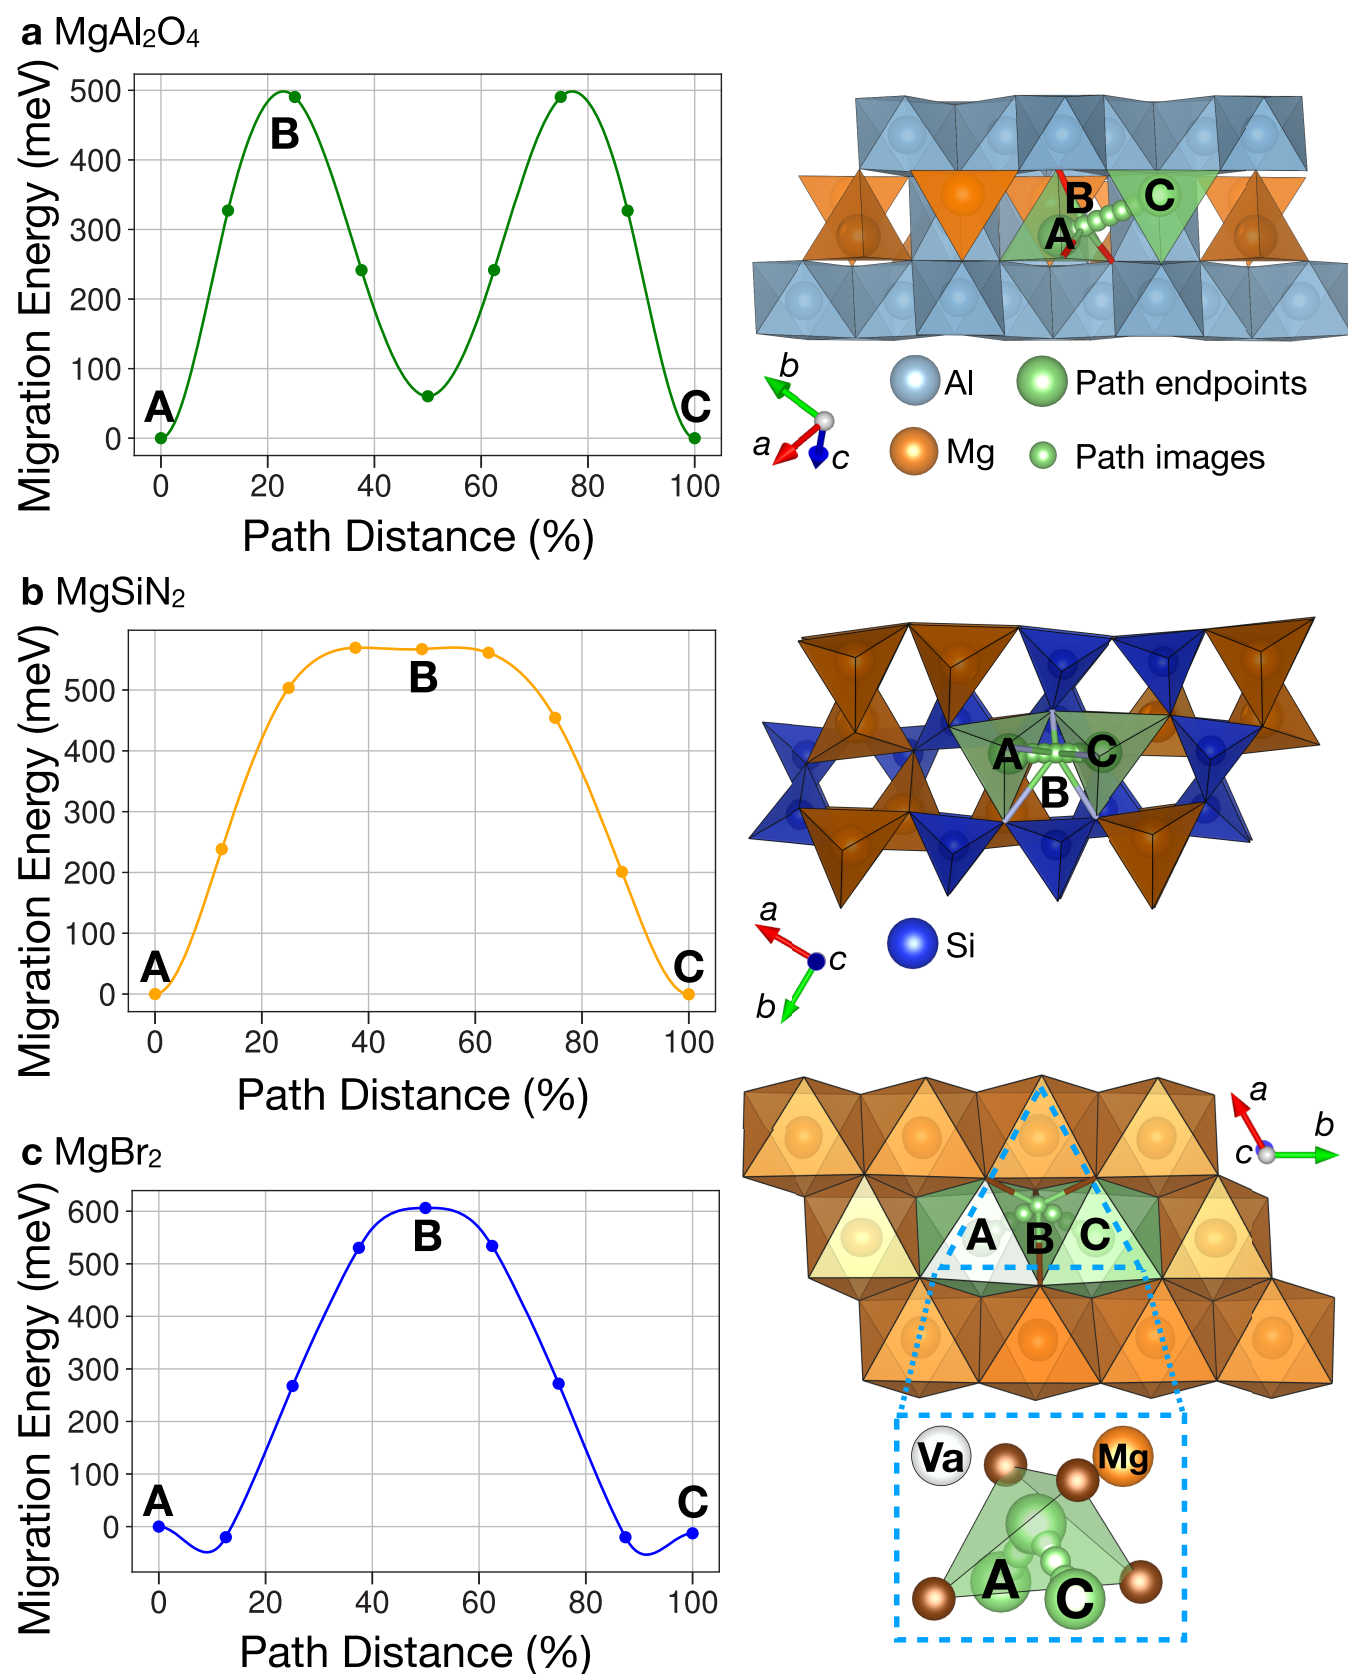 a MgAl₂O₄
Migration Energy (meV)
500
400
300
200
100
0
A
B
C
0 20 40 60 80 100
Path Distance (%)
B
C
A
b
a
c
Al
Path endpoints
Mg
Path images
b MgSiN₂
Migration Energy (meV)
500
400
300
200
100
0
A
B
C
0 20 40 60 80 100
Path Distance (%)
A
C
B
a
c
b
Si
c MgBr₂
Migration Energy (meV)
600
500
400
300
200
100
0
A
B
C
0 20 40 60 80 100
Path Distance (%)
a
b
c
A
B
C
Va
Mg
A
C